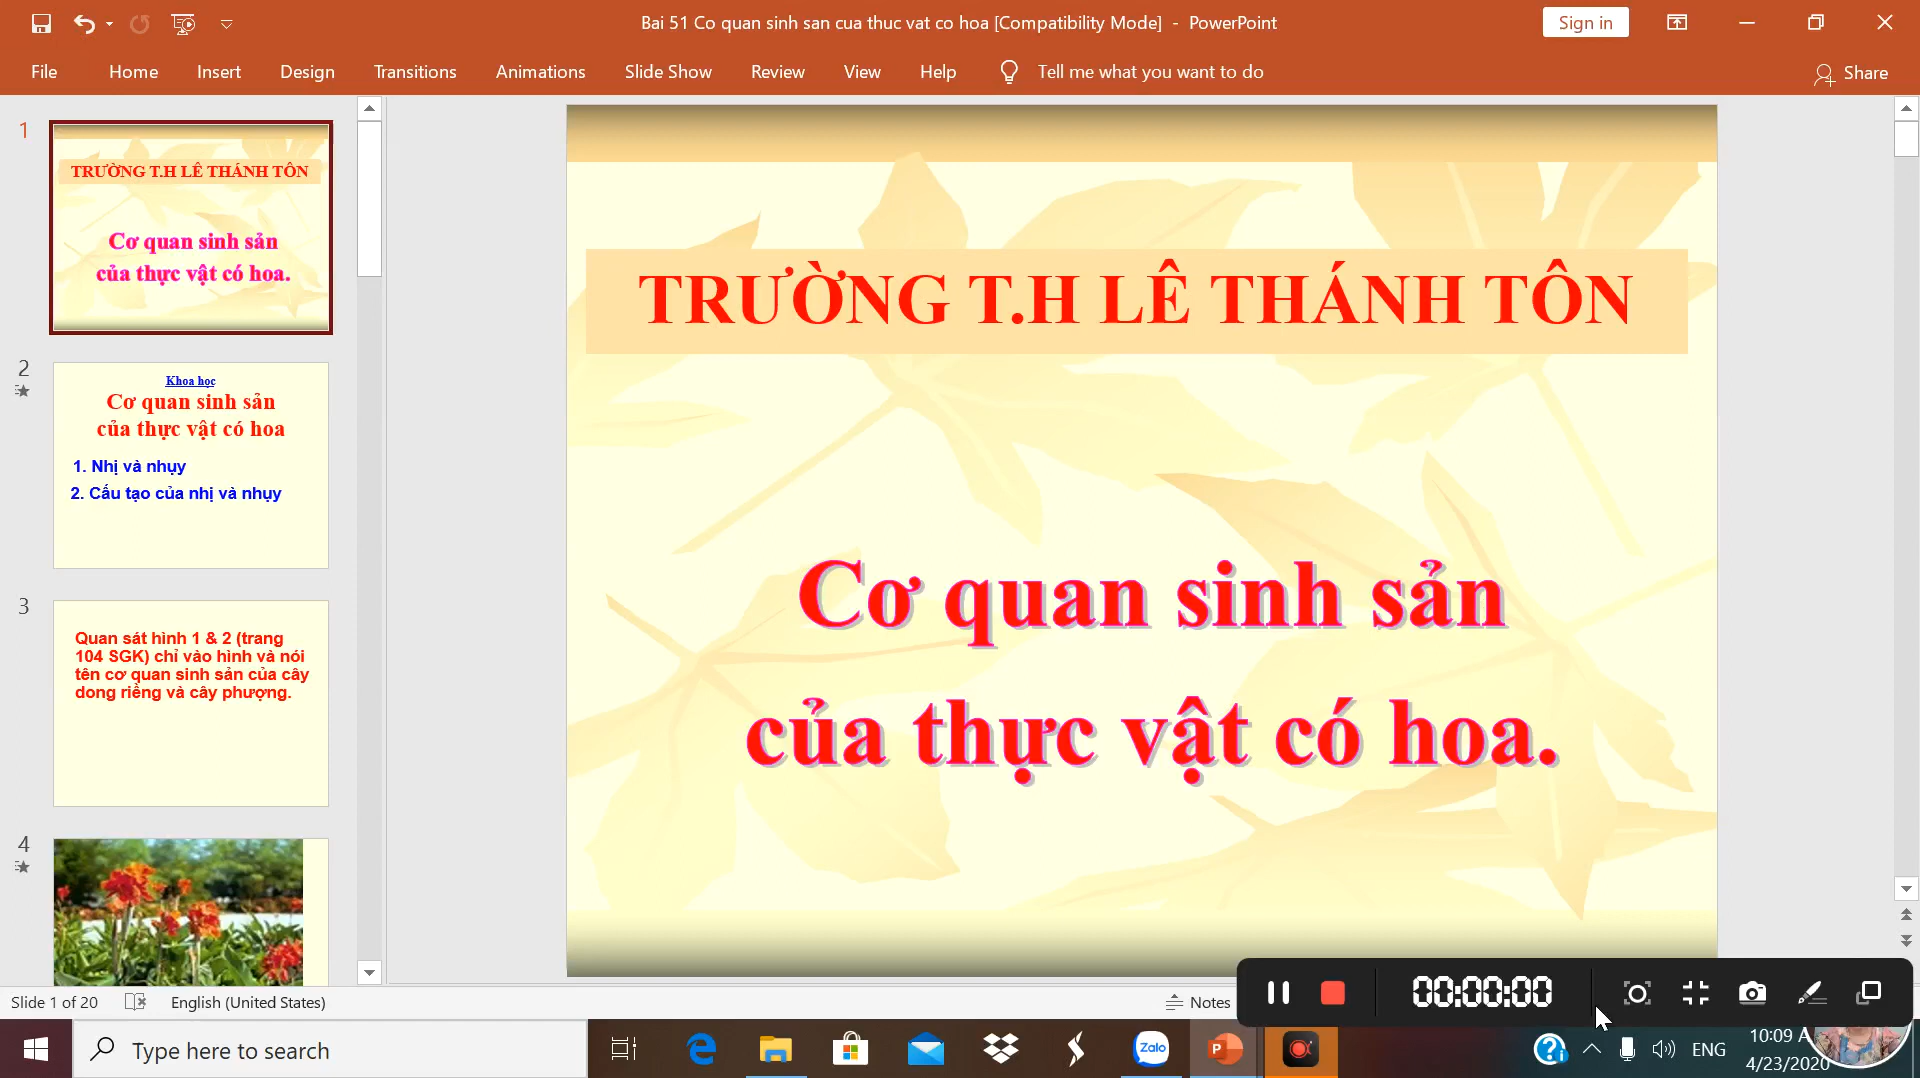 Bai 51 Co quan sinh san cua thuc vat co hoa [Compatibility Mode] - PowerPoint
Sign in
File Home Insert Design Transitions Animations Slide Show Review View Help Tell me what you want to do
Share
1
TRƯỜNG T.H LÊ THÁNH TÔN
Cơ quan sinh sản
của thực vật có hoa.
2
Khoa học
Cơ quan sinh sản
của thực vật có hoa
1. Nhị và nhụy
2. Cấu tạo của nhị và nhụy
3
Quan sát hình 1 & 2 (trang
104 SGK) chỉ vào hình và nói
tên cơ quan sinh sản của cây
dong riềng và cây phượng.
4
TRƯỜNG T.H LÊ THÁNH TÔN
Cơ quan sinh sản
của thực vật có hoa.
Slide 1 of 20
English (United States)
Notes
00:00:00
Type here to search
Zalo
ENG
10:09 A
4/23/2020